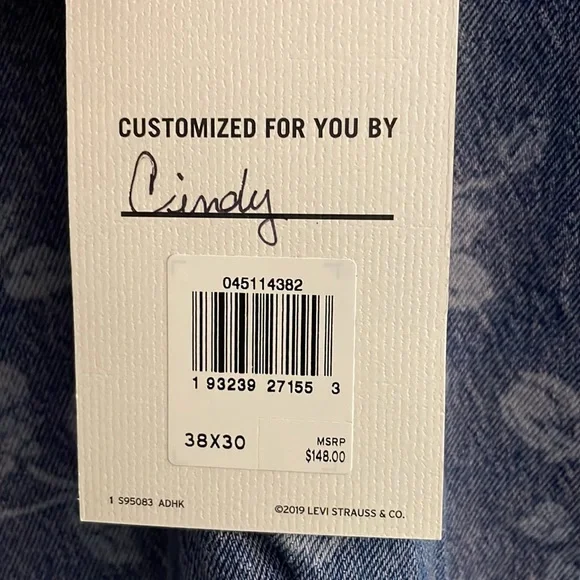 CUSTOMIZED FOR YOU BY
Cindy
045114382
1 93239 27155 3
38X30
MSRP
$148.00
1 S95083 ADHK
©2019 LEVI STRAUSS & CO.